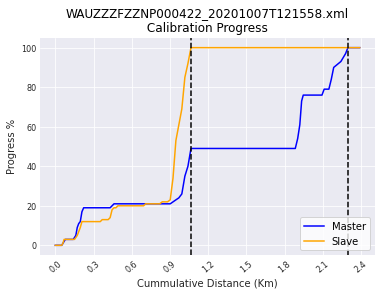 WAUZZZFZZNP000422_20201007T121558.xml
Calibration Progress
Progress %
100
80
60
40
20
0
0.0 0.3 0.6 0.9 1.2 1.5 1.8 2.1 2.4
Cummulative Distance (Km)
Master
Slave